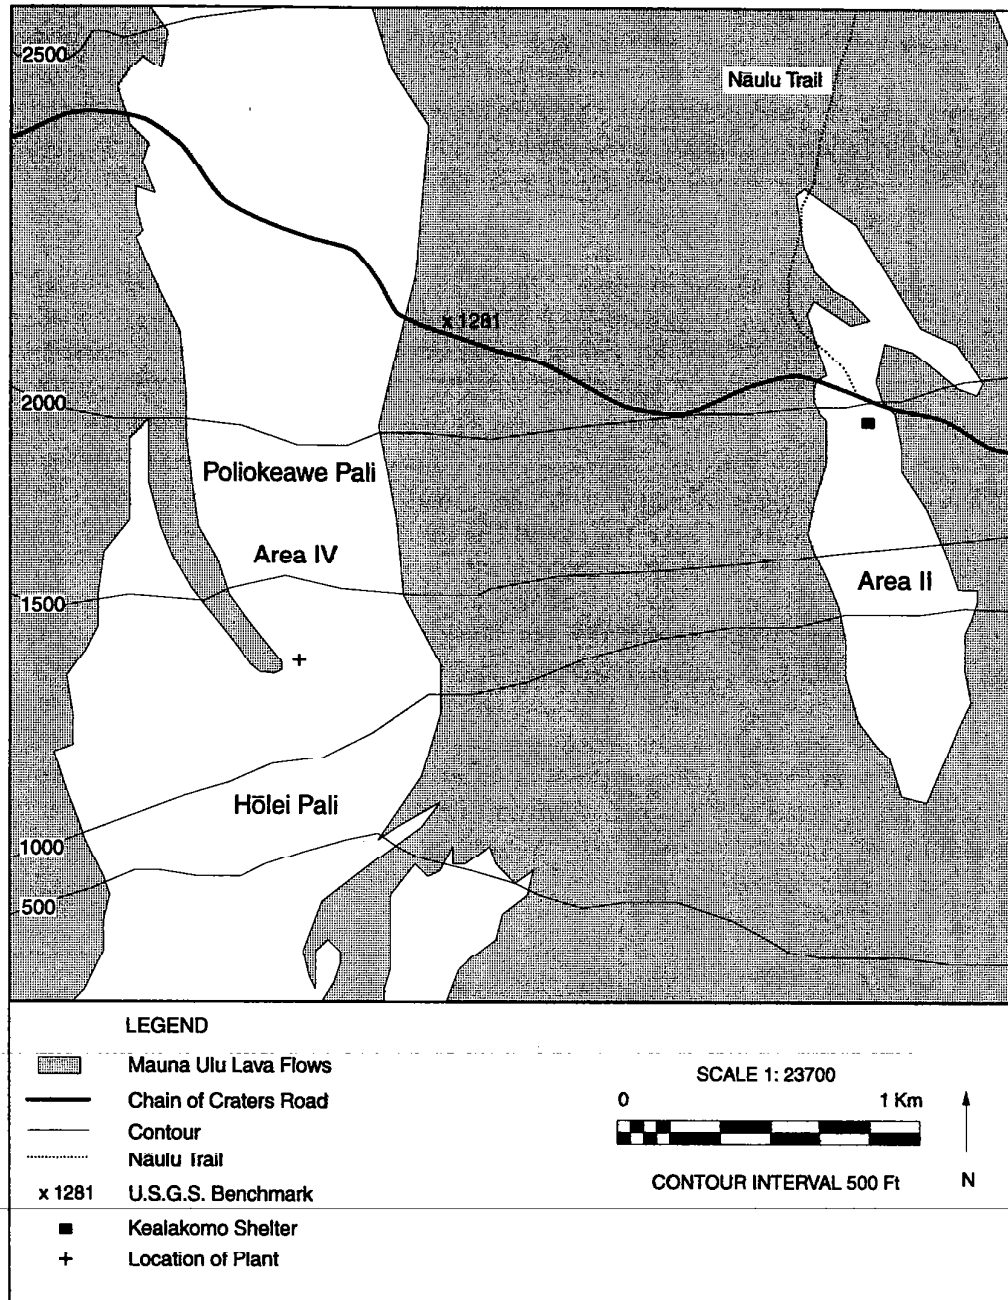 2500
Nāulu Trail
x 1281
2000
Poliokeawe Pali
Area IV
Area II
1500
+
Hōlei Pali
1000
500
LEGEND
Mauna Ulu Lava Flows
Chain of Craters Road
Contour
Nāulu Trail
x 1281 U.S.G.S. Benchmark
Kealakomo Shelter
+ Location of Plant
SCALE 1: 23700
0 1 Km
CONTOUR INTERVAL 500 Ft
N